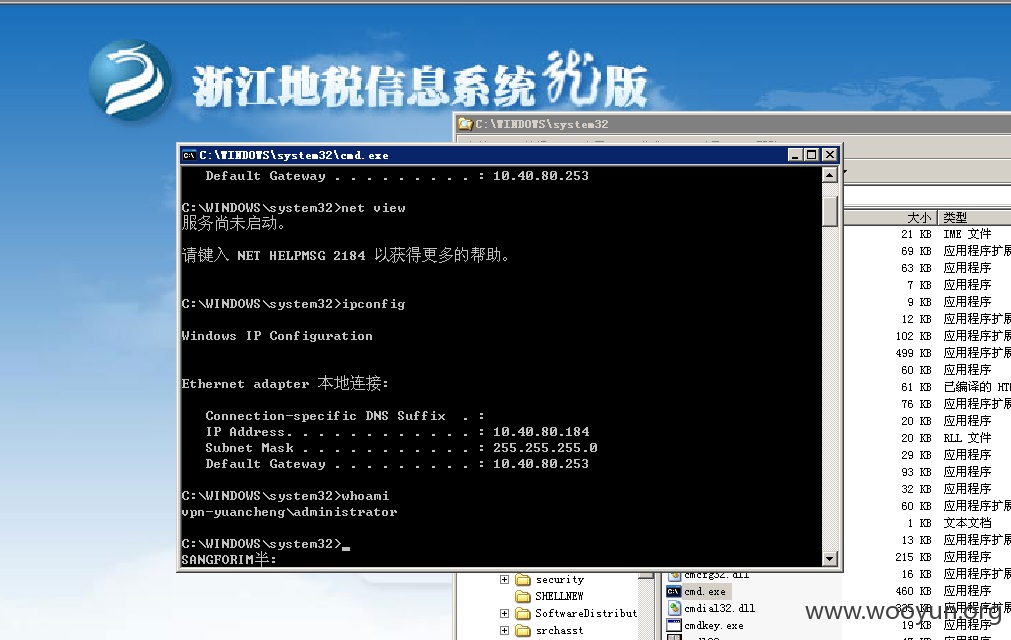 浙江地税信息系统龙版
C:\WINDOWS\system32
C:\WINDOWS\system32\cmd.exe
Default Gateway . . . . . . . . . : 10.40.80.253
C:\WINDOWS\system32>net view
服务尚未启动。
请键入 NET HELPMSG 2184 以获得更多的帮助。
C:\WINDOWS\system32>ipconfig
Windows IP Configuration
Ethernet adapter 本地连接:
Connection-specific DNS Suffix  . :
IP Address. . . . . . . . . . . . : 10.40.80.184
Subnet Mask . . . . . . . . . . . : 255.255.255.0
Default Gateway . . . . . . . . . : 10.40.80.253
C:\WINDOWS\system32>whoami
vpn-yuancheng\administrator
C:\WINDOWS\system32>_
SANGFORIM半:
大小 类型
21 KB IME 文件
69 KB 应用程序扩展
63 KB 应用程序
7 KB 应用程序
9 KB 应用程序
12 KB 应用程序扩展
102 KB 应用程序扩展
499 KB 应用程序扩展
60 KB 应用程序
61 KB 已编译的 HTM
76 KB 应用程序扩展
20 KB 应用程序
20 KB RLL 文件
29 KB 应用程序
93 KB 应用程序
32 KB 应用程序
60 KB 应用程序扩展
1 KB 文本文档
13 KB 应用程序扩展
215 KB 应用程序
16 KB 应用程序扩展
460 KB 应用程序
KB 应用程序扩展
19 KB 应用程序
security
SHELLNEW
SoftwareDistribut
srchasst
cmcfg32.dll
cmd.exe
cmdial32.dll
cmdkey.exe
www.wooyun.org